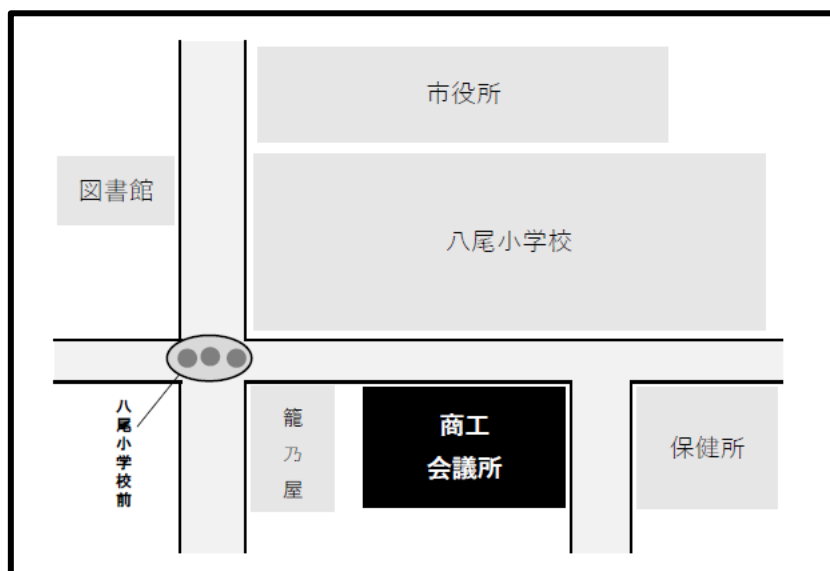 市役所
図書館
八尾小学校
八尾小学校前
籠乃屋
商工
会議所
保健所